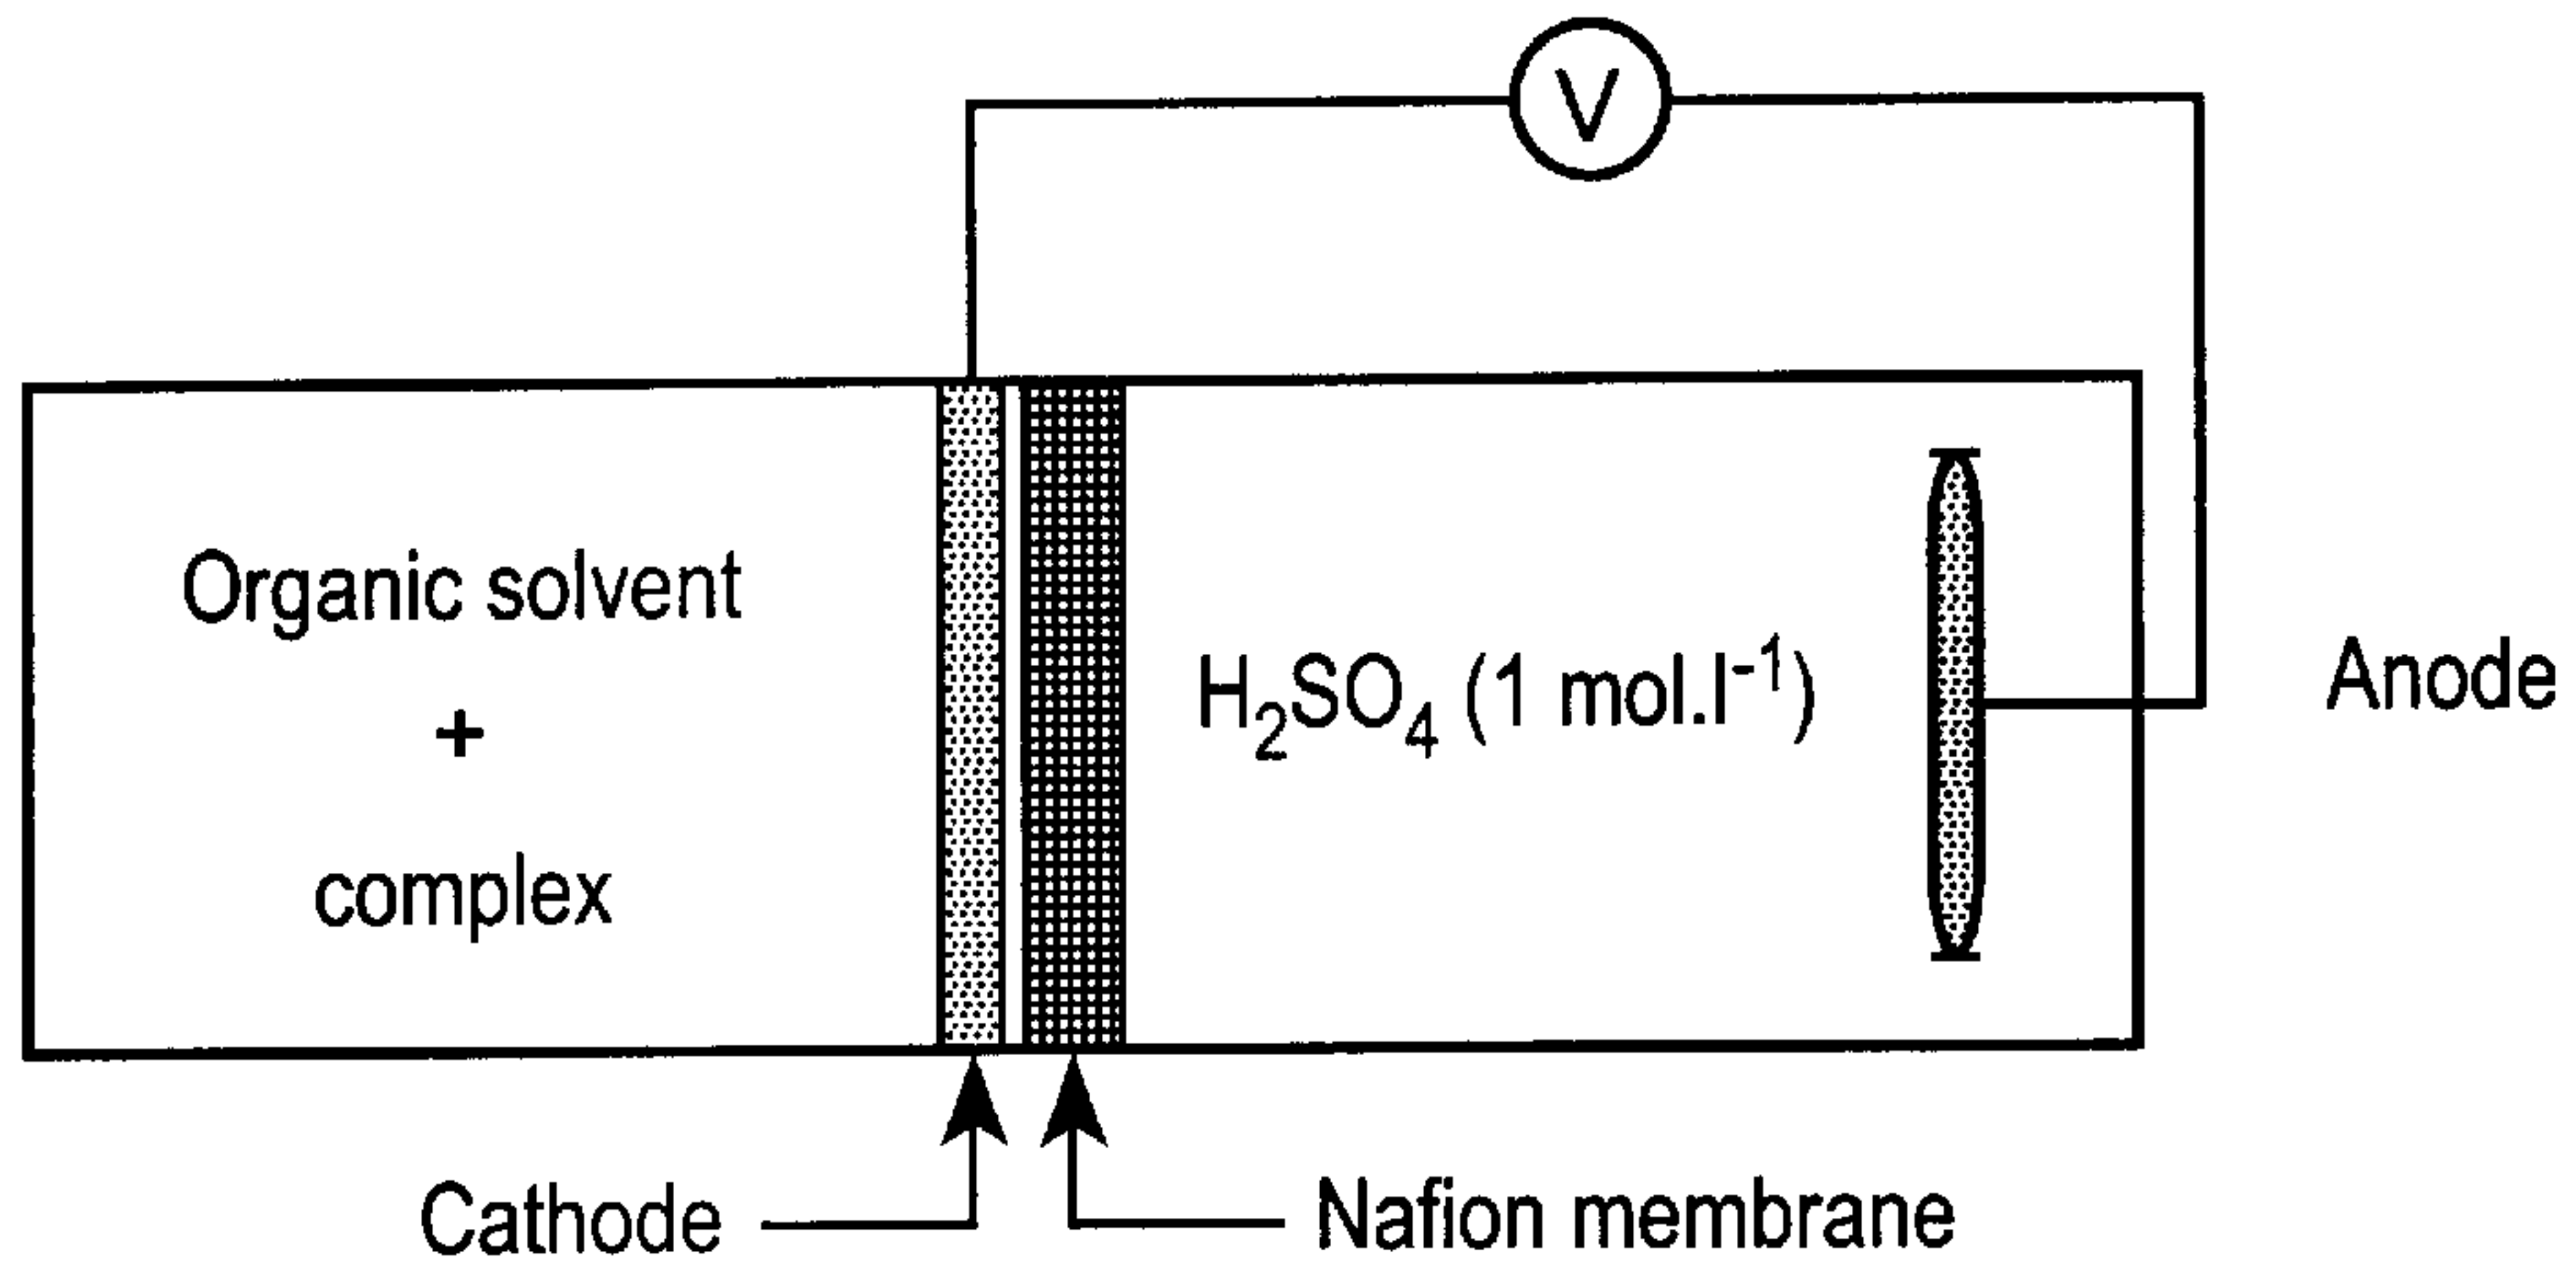 V
Organic solvent
+
complex
H₂SO₄ (1 mol.l⁻¹)
Anode
Cathode
Nafion membrane